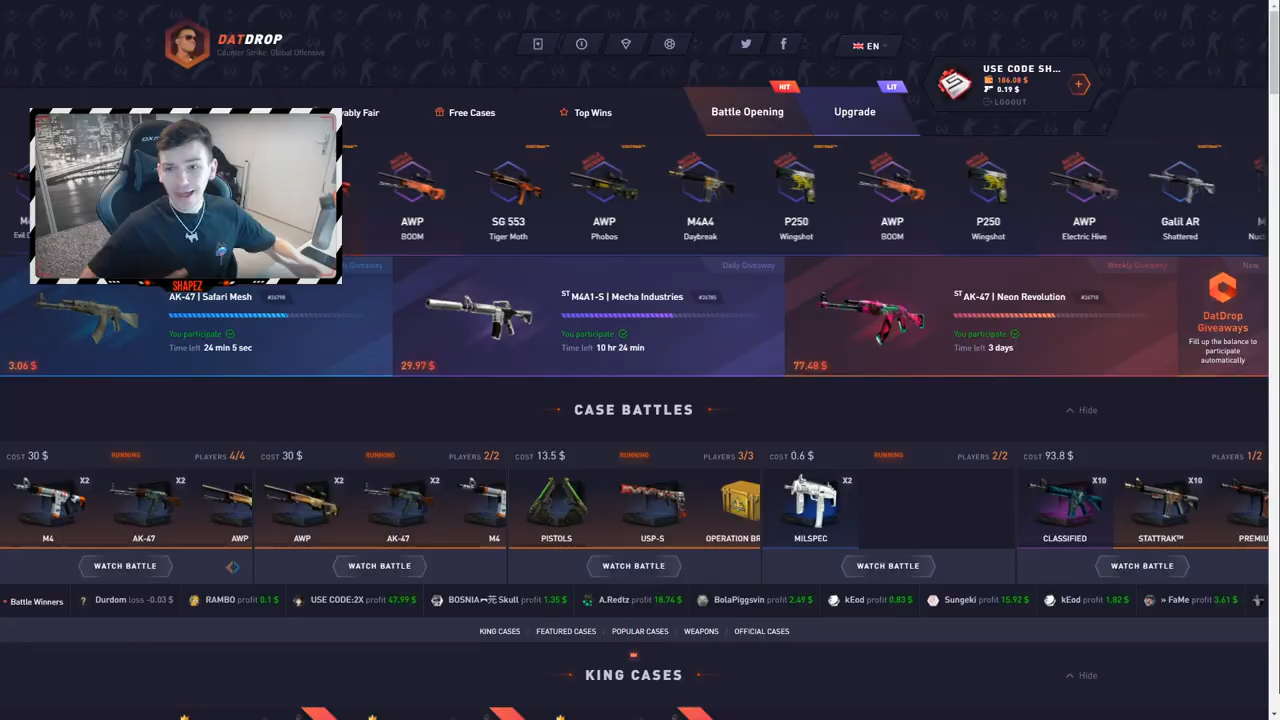 DATDROP
Counter Strike: Global Offensive
EN
USE CODE SH...
186.08 $
0.19 $
LOGOUT
HIT
LIT
vably Fair
Free Cases
Top Wins
Battle Opening
Upgrade
AWP
BOOM
SG 553
Tiger Moth
AWP
Phobos
M4A4
Daybreak
P250
Wingshot
AWP
BOOM
P250
Wingshot
AWP
Electric Hive
Galil AR
Shattered
SHAPEZ
Giveaway
AK-47 | Safari Mesh #26790
You participate
Time left 24 min 5 sec
3.06 $
Daily Giveaway
ST M4A1-S | Mecha Industries #26785
You participate
Time left 10 hr 24 min
29.97 $
Weekly Giveaway
ST AK-47 | Neon Revolution #26710
You participate
Time left 3 days
77.48 $
New
DatDrop
Giveaways
Fill up the balance to
participate
automatically
CASE BATTLES
Hide
COST 30 $ RUNNING PLAYERS 4/4
X2 X2
M4 AK-47 AWP
WATCH BATTLE
COST 30 $ RUNNING PLAYERS 2/2
X2 X2
AWP AK-47 M4
WATCH BATTLE
COST 13.5 $ RUNNING PLAYERS 3/3
PISTOLS USP-S OPERATION BR
WATCH BATTLE
COST 0.6 $ RUNNING PLAYERS 2/2
X2
MILSPEC
WATCH BATTLE
COST 93.8 $ PLAYERS 1/2
X10 X10
CLASSIFIED STATTRAK™ PREMIU
WATCH BATTLE
Battle Winners Durdom loss -0.03 $ RAMBO profit 0.1 $ USE CODE:2X profit 47.99 $ BOSNIA Skull profit 1.35 $ A.Redtz profit 18.74 $ BolaPiggsvin profit 2.49 $ kEod profit 0.83 $ Sungeki profit 15.92 $ kEod profit 1.82 $ » FaMe profit 3.61 $
KING CASES FEATURED CASES POPULAR CASES WEAPONS OFFICIAL CASES
KING CASES
Hide